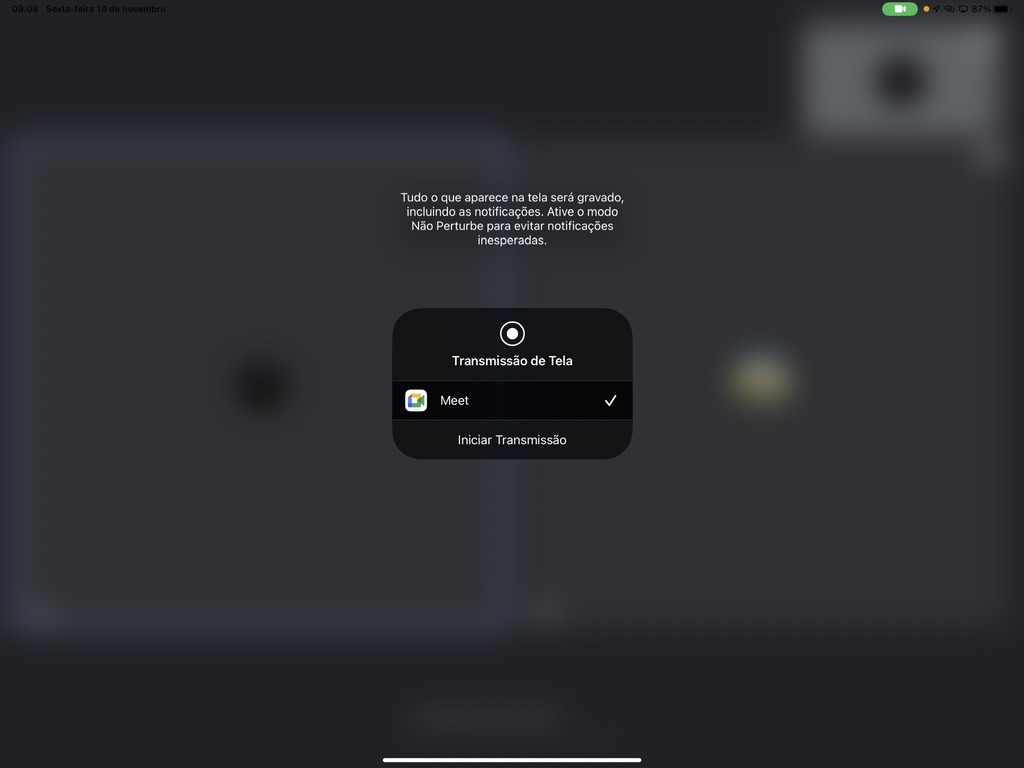 09:08 Sexta-feira 19 de novembro
87%
Tudo o que aparece na tela será gravado,
incluindo as notificações. Ative o modo
Não Perturbe para evitar notificações
inesperadas.
Transmissão de Tela
Meet
Iniciar Transmissão